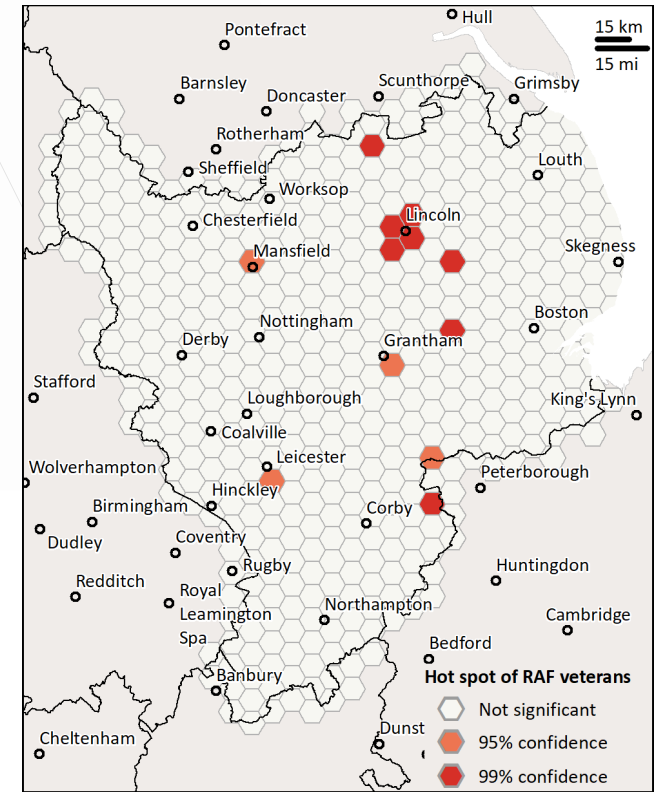 Hull
15 km
15 mi
Pontefract
Barnsley
Scunthorpe
Grimsby
Doncaster
Rotherham
Louth
Sheffield
Worksop
Chesterfield
Lincoln
Mansfield
Skegness
Nottingham
Boston
Derby
Grantham
Stafford
Loughborough
King's Lynn
Coalville
Leicester
Wolverhampton
Peterborough
Hinckley
Birmingham
Corby
Dudley
Coventry
Rugby
Huntingdon
Redditch
Royal
Leamington
Spa
Northampton
Cambridge
Bedford
Banbury
Hot spot of RAF veterans
Not significant
Dunst
95% confidence
Cheltenham
99% confidence